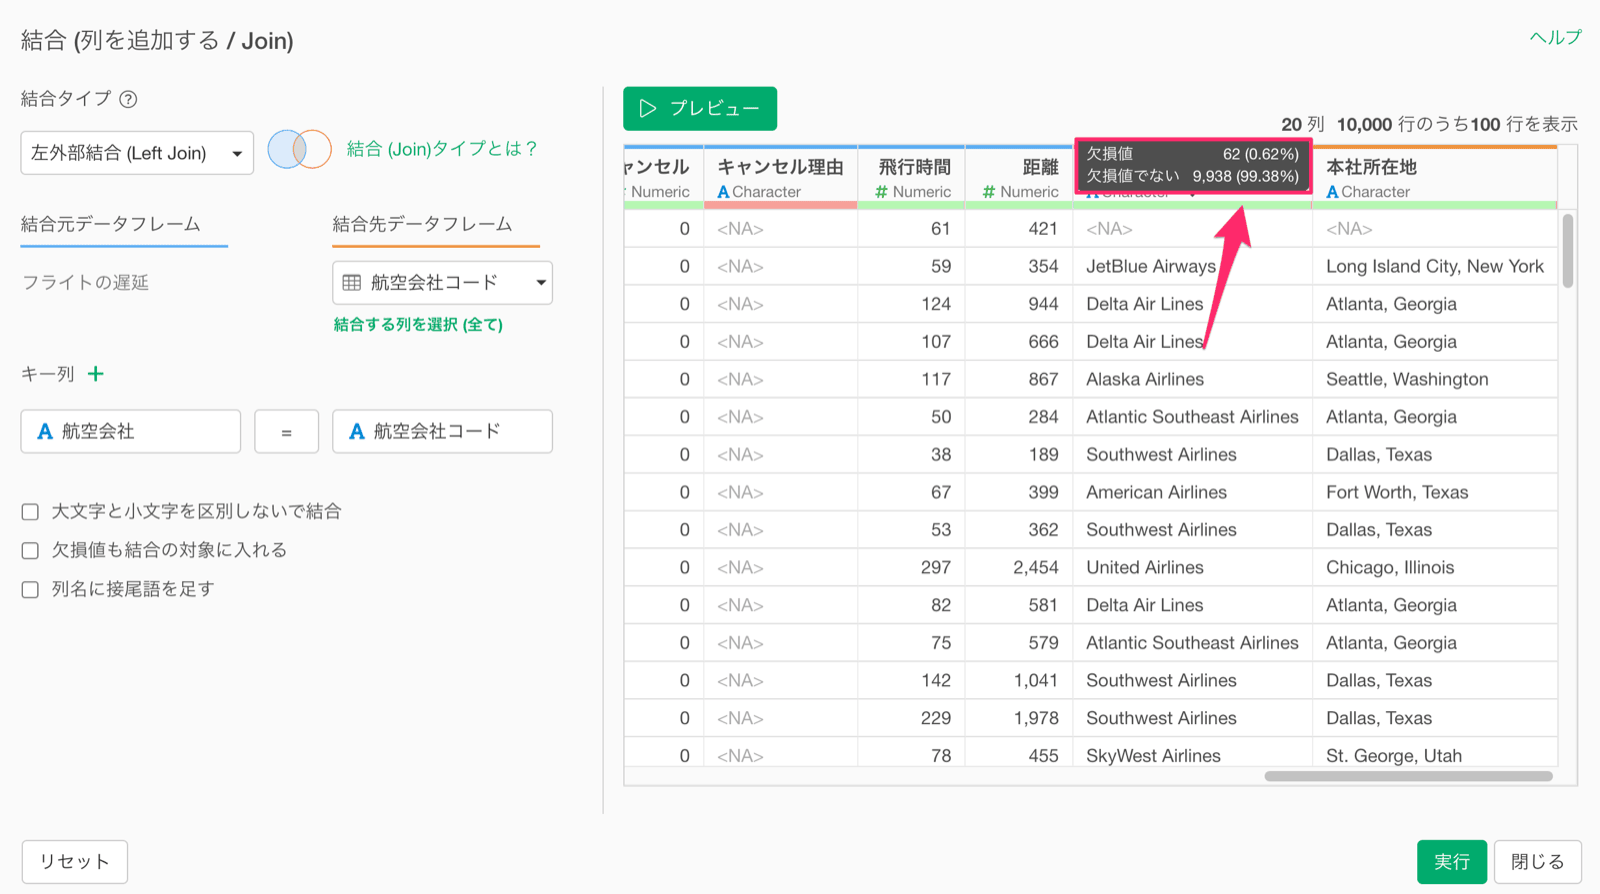 結合 (列を追加する / Join)
ヘルプ
結合タイプ ?
左外部結合 (Left Join)
結合 (Join)タイプとは？
結合元データフレーム
結合先データフレーム
フライトの遅延
航空会社コード
結合する列を選択 (全て)
キー列 +
A 航空会社
=
A 航空会社コード
大文字と小文字を区別しないで結合
欠損値も結合の対象に入れる
列名に接尾語を足す
プレビュー
20 列 10,000 行のうち100 行を表示
欠損値 62 (0.62%)
欠損値でない 9,938 (99.38%)
ャンセル キャンセル理由 飛行時間 距離 本社所在地
Numeric A Character # Numeric # Numeric A Character
0 <NA> 61 421 <NA> <NA>
0 <NA> 59 354 JetBlue Airways Long Island City, New York
0 <NA> 124 944 Delta Air Lines Atlanta, Georgia
0 <NA> 107 666 Delta Air Lines Atlanta, Georgia
0 <NA> 117 867 Alaska Airlines Seattle, Washington
0 <NA> 50 284 Atlantic Southeast Airlines Atlanta, Georgia
0 <NA> 38 189 Southwest Airlines Dallas, Texas
0 <NA> 67 399 American Airlines Fort Worth, Texas
0 <NA> 53 362 Southwest Airlines Dallas, Texas
0 <NA> 297 2,454 United Airlines Chicago, Illinois
0 <NA> 82 581 Delta Air Lines Atlanta, Georgia
0 <NA> 75 579 Atlantic Southeast Airlines Atlanta, Georgia
0 <NA> 142 1,041 Southwest Airlines Dallas, Texas
0 <NA> 229 1,978 Southwest Airlines Dallas, Texas
0 <NA> 78 455 SkyWest Airlines St. George, Utah
リセット
実行
閉じる